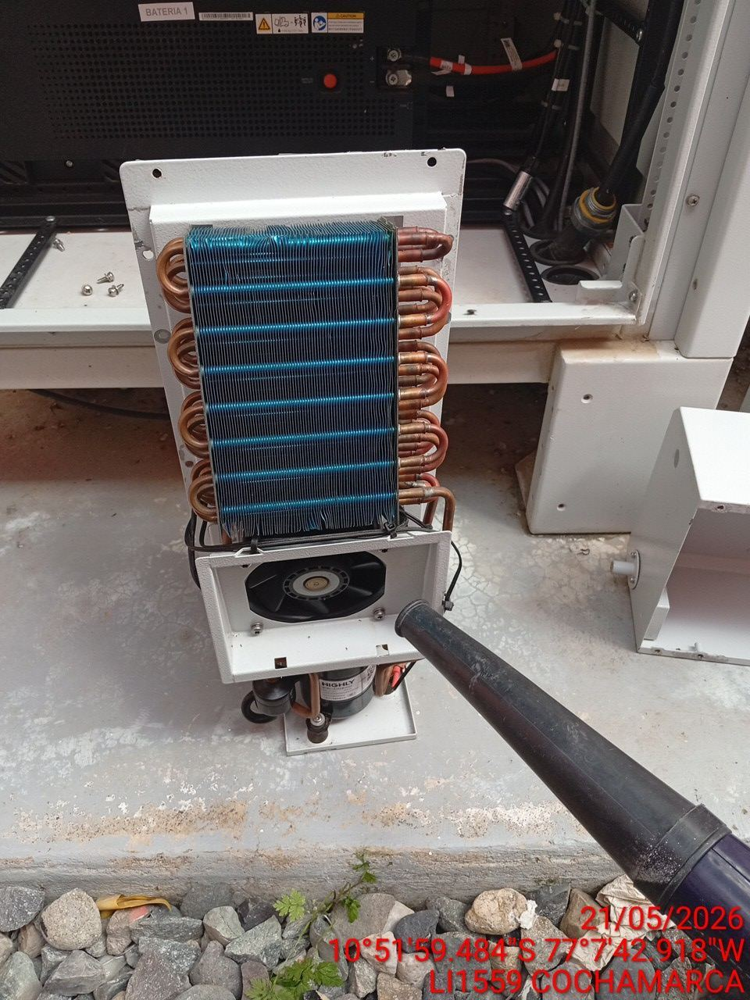 BATERIA 1
CAUTION
HIGHLY
21/05/2026
10°51'59.484"S 77°7'42.918"W
LI1559 COCHAMARCA